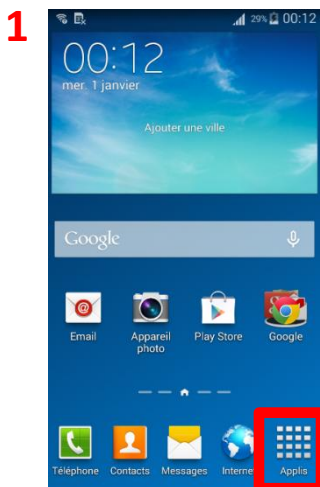 1
29% 00:12
00:12
mer. 1 janvier
Ajouter une ville
Google
Email
Appareil photo
Play Store
Google
Téléphone
Contacts
Messages
Internet
Applis